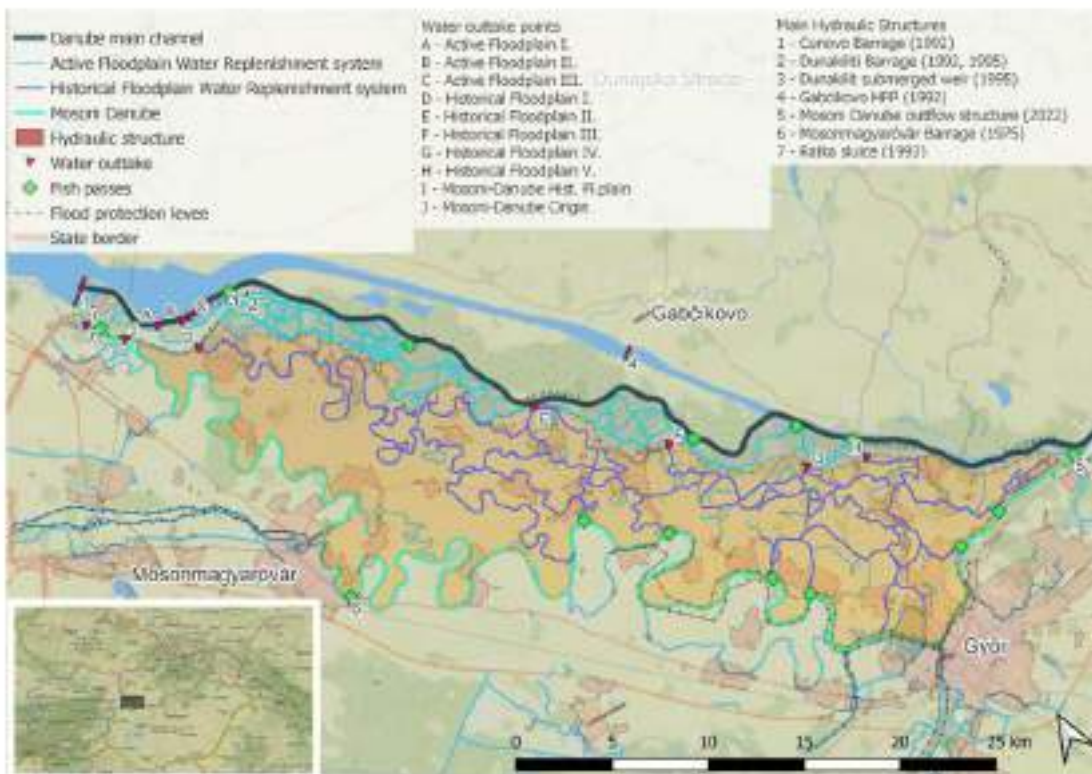 Danube main channel
Active Floodplain Water Replenishment system
Historical Floodplain Water Replenishment system
Mosoni Danube
Hydraulic structure
Water outtake
Fish passes
Flood protection levee
State border
Water outtake points
A - Active Floodplain I.
B - Active Floodplain II.
C - Active Floodplain III.
D - Historical Floodplain I.
E - Historical Floodplain II.
F - Historical Floodplain III.
G - Historical Floodplain IV.
H - Historical Floodplain V.
I - Mosoni-Danube Hist. Fl.plain
J - Mosoni-Danube Origin
Main Hydraulic Structures
1 - Cunovo Barrage (1992)
2 - Dunakiliti Barrage (1992, 1995)
3 - Dunakiliti submerged weir (1995)
4 - Gabcikovo HPP (1992)
5 - Mosoni Danube outflow structure (2022)
6 - Mosonmagyaróvár Barrage (1975)
7 - Rajka sluice (1993)
Dunajská Streda
Gabčíkovo
4
Mosonmagyaróvár
Győr
0 5 10 15 20 25 km